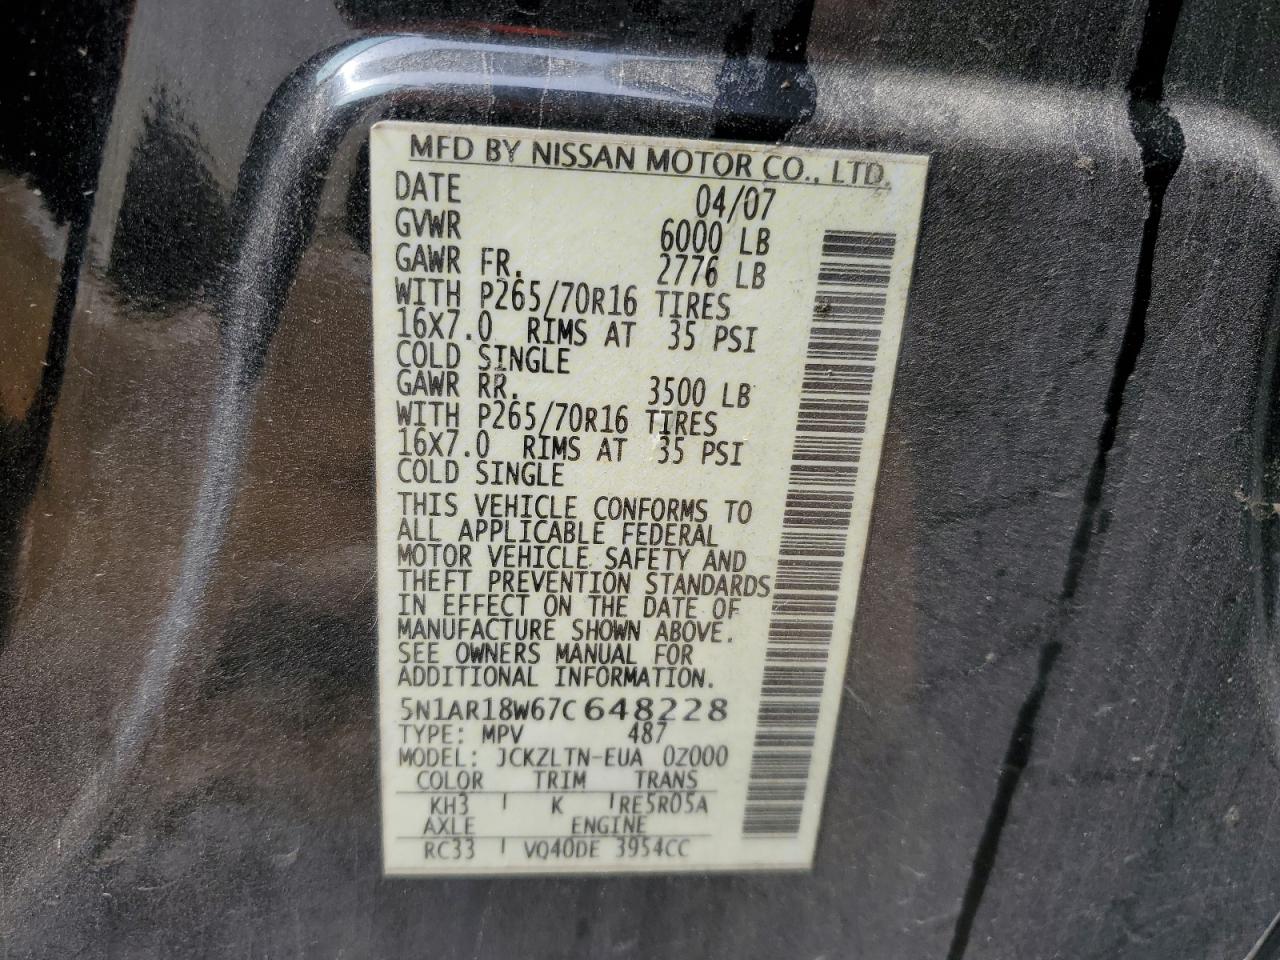 MFD BY NISSAN MOTOR CO., LTD.
DATE 04/07
GVWR 6000 LB
GAWR FR. 2776 LB
WITH P265/70R16 TIRES
16X7.0 RIMS AT 35 PSI
COLD SINGLE
GAWR RR. 3500 LB
WITH P265/70R16 TIRES
16X7.0 RIMS AT 35 PSI
COLD SINGLE
THIS VEHICLE CONFORMS TO
ALL APPLICABLE FEDERAL
MOTOR VEHICLE SAFETY AND
THEFT PREVENTION STANDARDS
IN EFFECT ON THE DATE OF
MANUFACTURE SHOWN ABOVE.
SEE OWNERS MANUAL FOR
ADDITIONAL INFORMATION.
5N1AR18W67C648228
TYPE: MPV 487
MODEL: JCKZLTN-EUA 0Z000
COLOR TRIM TRANS
KH3 K RE5R05A
AXLE ENGINE
RC33 VQ40DE 3954CC